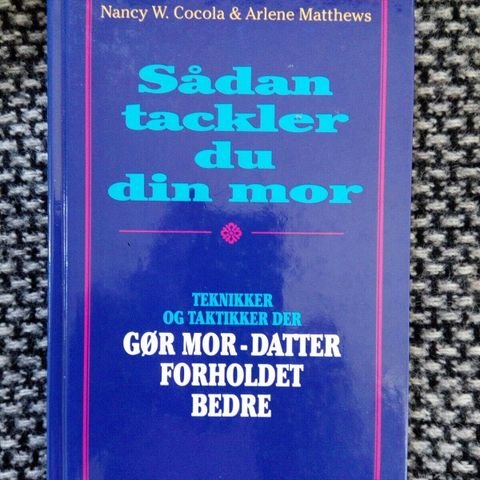 Nancy W. Cocola & Arlene Matthews
Sådan
tackler
du
din mor
TEKNIKKER
OG TAKTIKKER DER
GØR MOR-DATTER
FORHOLDET
BEDRE